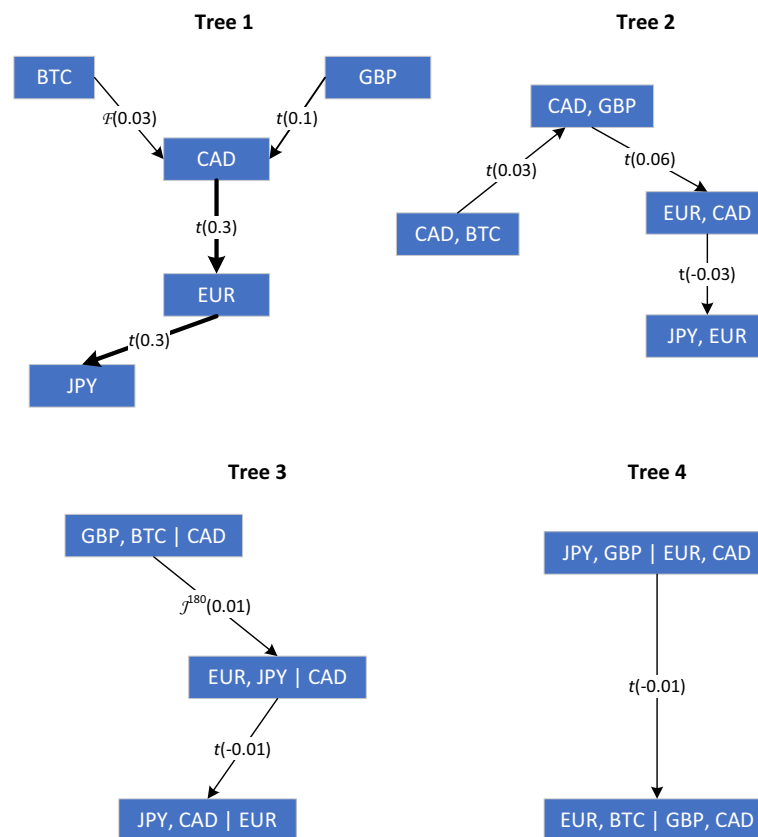 Tree 1
BTC
GBP
ℱ(0.03)
t(0.1)
CAD
t(0.3)
EUR
t(0.3)
JPY
Tree 2
CAD, GBP
t(0.03)
t(0.06)
CAD, BTC
EUR, CAD
t(-0.03)
JPY, EUR
Tree 3
GBP, BTC | CAD
𝒥¹⁸⁰(0.01)
EUR, JPY | CAD
t(-0.01)
JPY, CAD | EUR
Tree 4
JPY, GBP | EUR, CAD
t(-0.01)
EUR, BTC | GBP, CAD